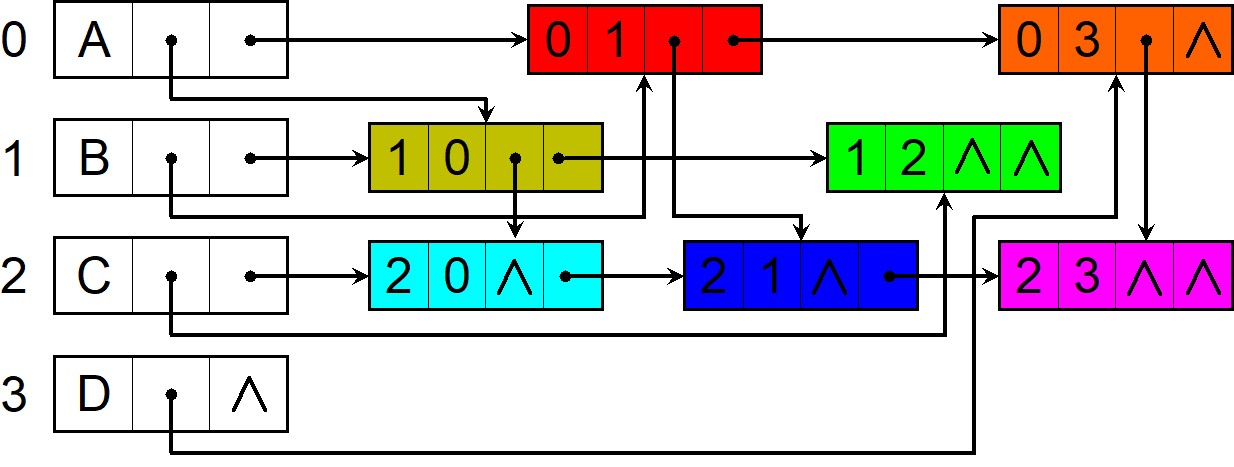 0 A 0 1 0 3 ∧
1 B 1 0 1 2 ∧ ∧
2 C 2 0 ∧ 2 1 ∧ 2 3 ∧ ∧
3 D ∧